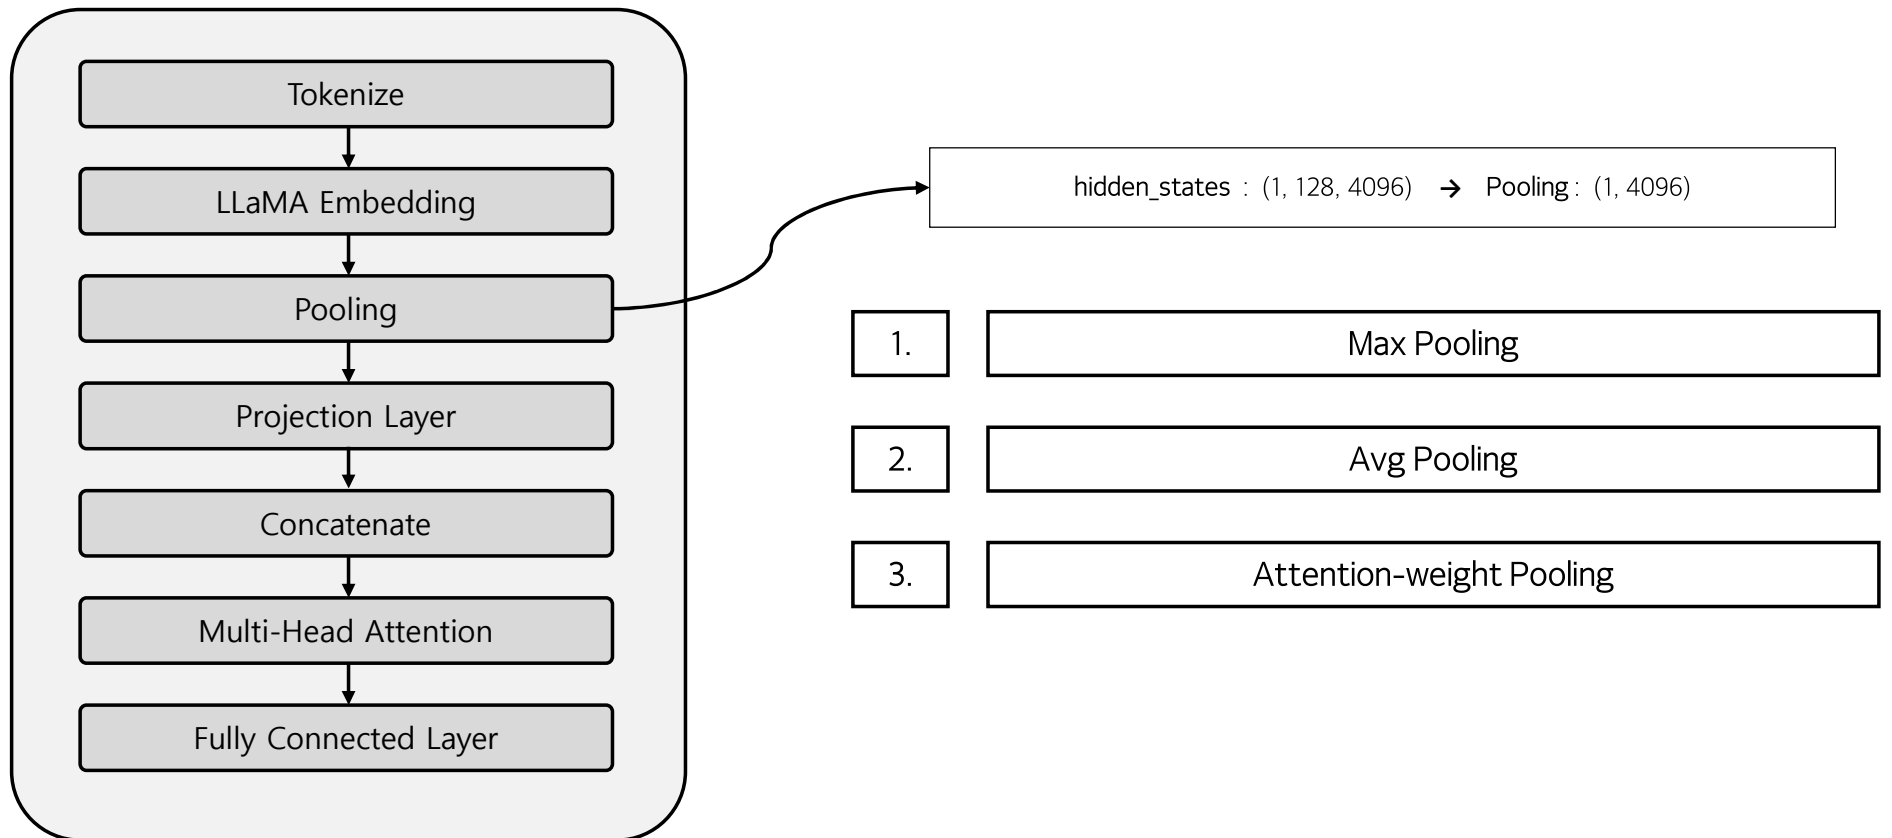 Tokenize
LLaMA Embedding
Pooling
Projection Layer
Concatenate
Multi-Head Attention
Fully Connected Layer
hidden_states : (1, 128, 4096) → Pooling : (1, 4096)
1. Max Pooling
2. Avg Pooling
3. Attention-weight Pooling